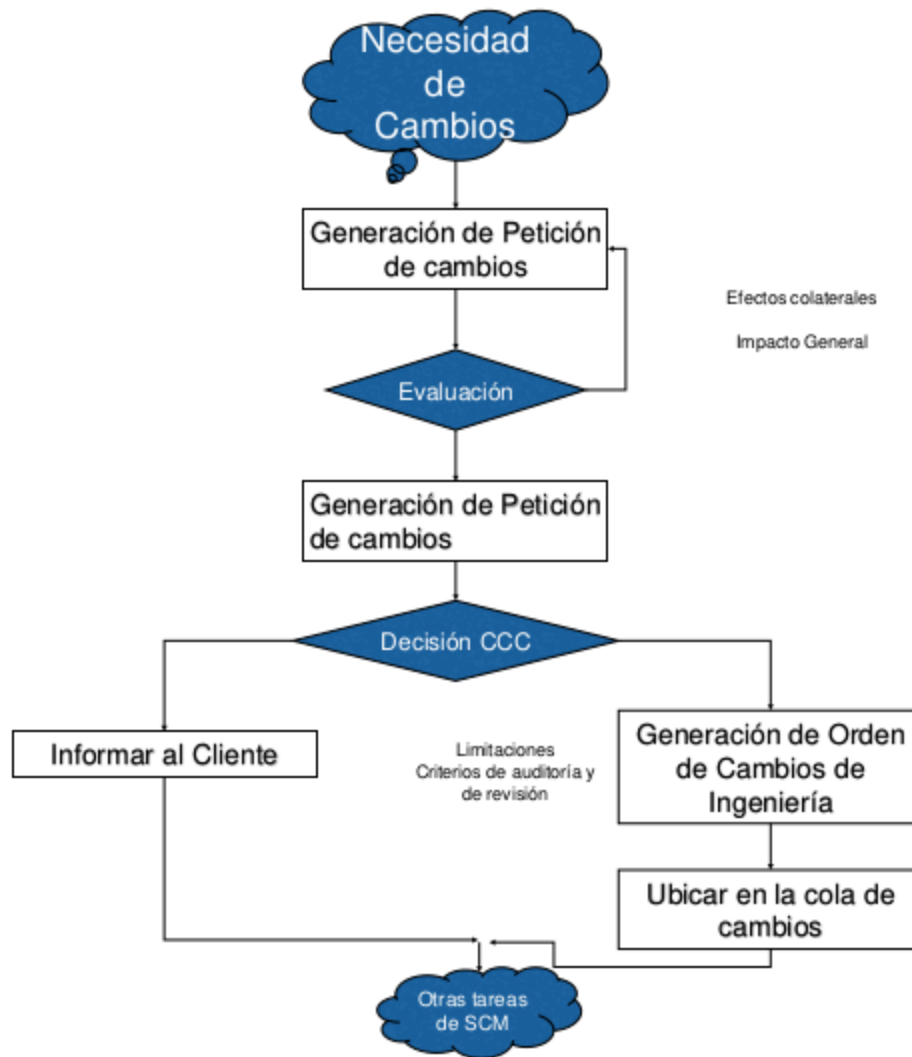 Necesidad
de
Cambios
Generación de Petición
de cambios
Efectos colaterales
Impacto General
Evaluación
Generación de Petición
de cambios
Decisión CCC
Informar al Cliente
Limitaciones
Criterios de auditoría y
de revisión
Generación de Orden
de Cambios de
Ingeniería
Ubicar en la cola de
cambios
Otras tareas
de SCM